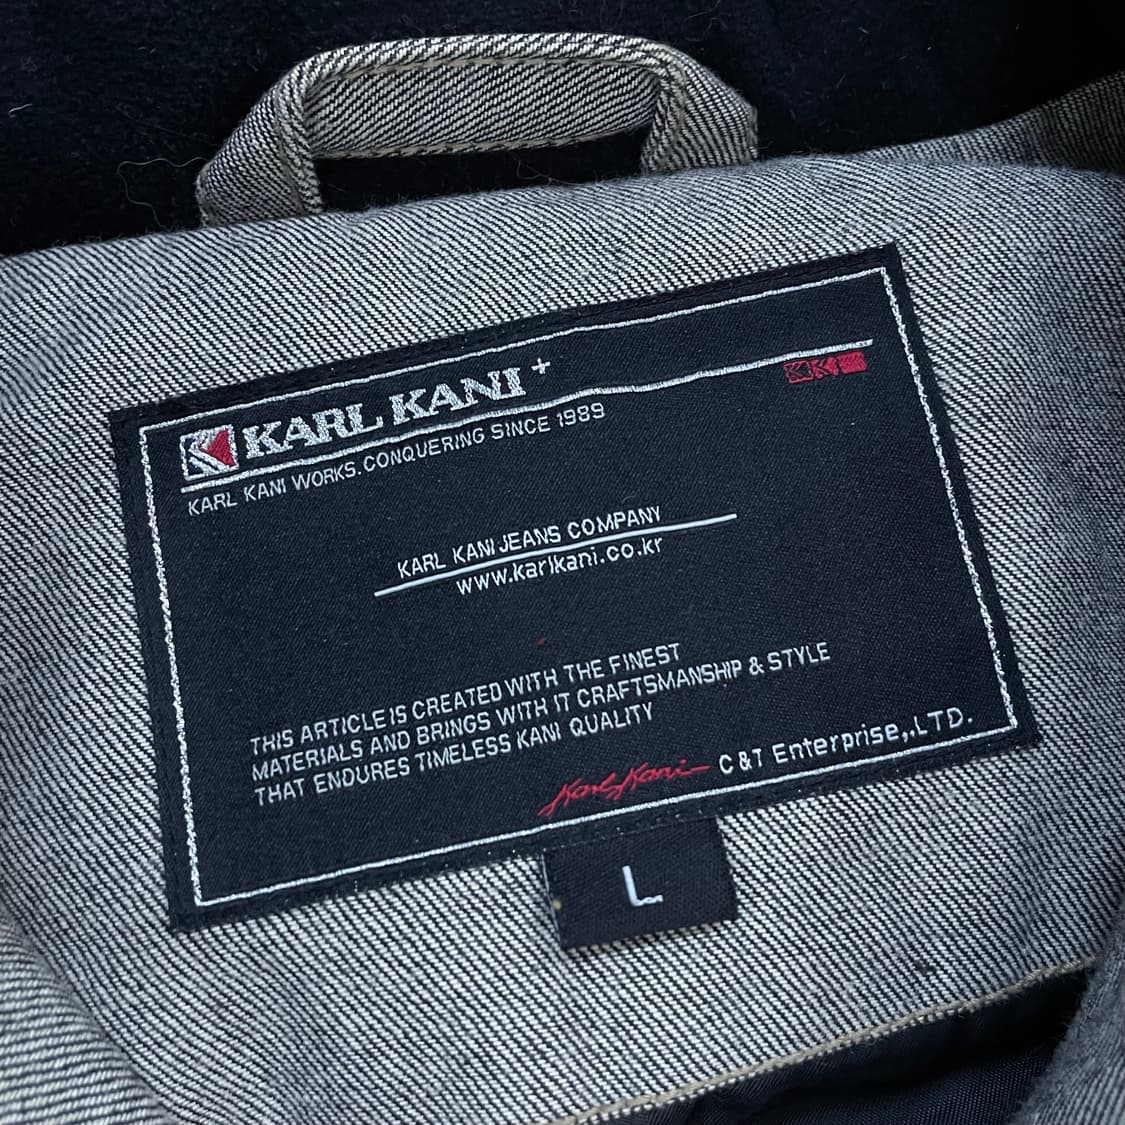 KARL KANI+
KARL KANI WORKS.CONQUERING SINCE 1989
KARL KANI JEANS COMPANY
www.karlkani.co.kr
THIS ARTICLE IS CREATED WITH THE FINEST
MATERIALS AND BRINGS WITH IT CRAFTSMANSHIP & STYLE
THAT ENDURES TIMELESS KANI QUALITY
Karl Kani C&T Enterprise,.LTD.
L